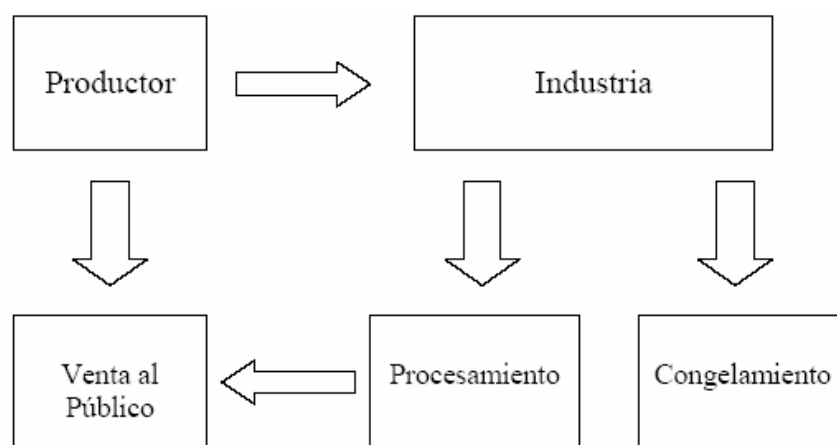 Productor
Industria
Venta al
Público
Procesamiento
Congelamiento